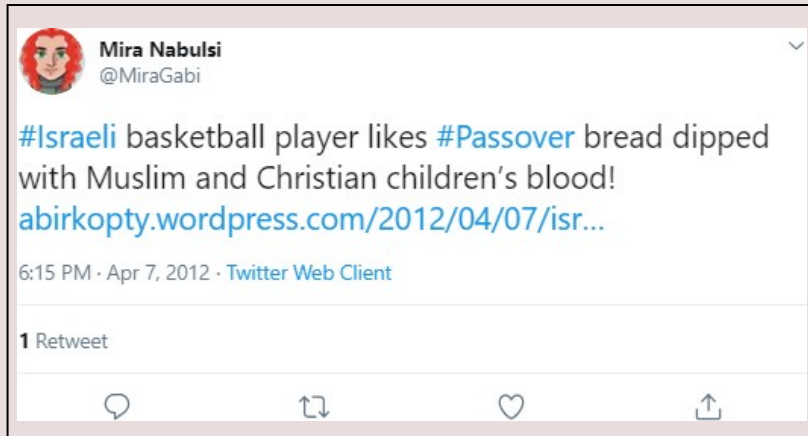 Mira Nabulsi
@MiraGabi
#Israeli basketball player likes #Passover bread dipped
with Muslim and Christian children's blood!
abirkopty.wordpress.com/2012/04/07/isr...
6:15 PM · Apr 7, 2012 · Twitter Web Client
1 Retweet